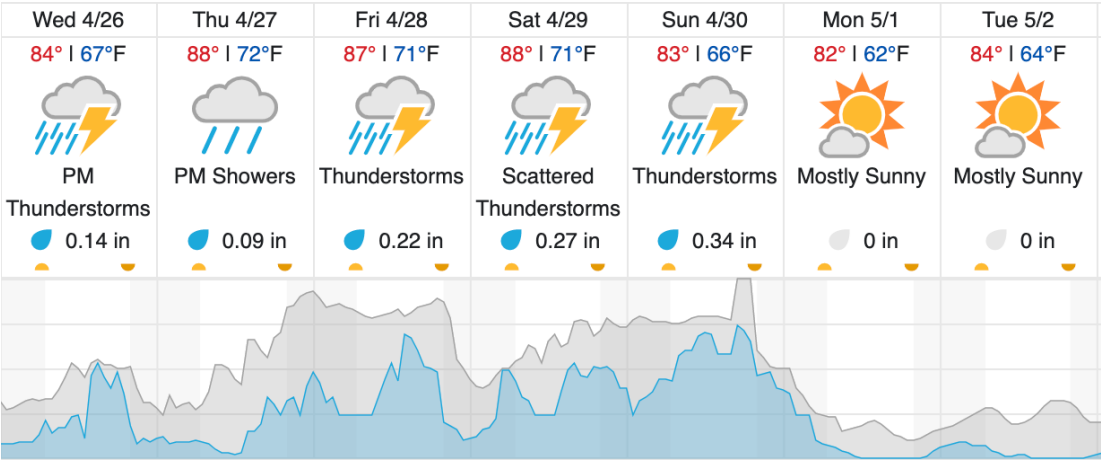 Wed 4/26
Thu 4/27
Fri 4/28
Sat 4/29
Sun 4/30
Mon 5/1
Tue 5/2
84° | 67°F
88° | 72°F
87° | 71°F
88° | 71°F
83° | 66°F
82° | 62°F
84° | 64°F
PM
Thunderstorms
PM Showers
Thunderstorms
Scattered
Thunderstorms
Thunderstorms
Mostly Sunny
Mostly Sunny
0.14 in
0.09 in
0.22 in
0.27 in
0.34 in
0 in
0 in